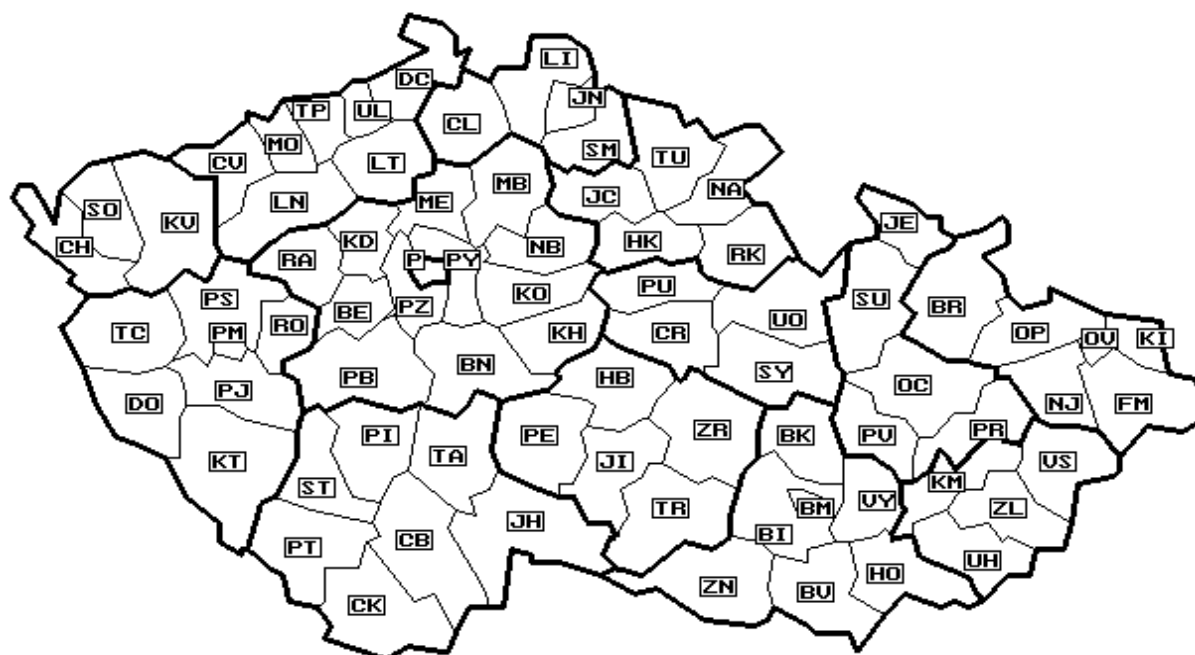 LI
DC
JN
TP
UL
CL
MO
SM
CV
LT
TU
MB
NA
SO
LN
ME
JC
KV
JE
CH
KD
HK
NB
RA
P
PY
RK
PS
KO
PU
SU
BR
BE
PZ
RO
UO
TC
PM
KH
CR
OP
OV
KI
BN
PB
HB
SY
OC
PJ
DO
NJ
FM
PI
PE
ZR
BK
PV
PR
KT
TA
JI
VS
ST
KM
TR
BM
VY
ZL
JH
PT
CB
BI
UH
HO
ZN
BV
CK